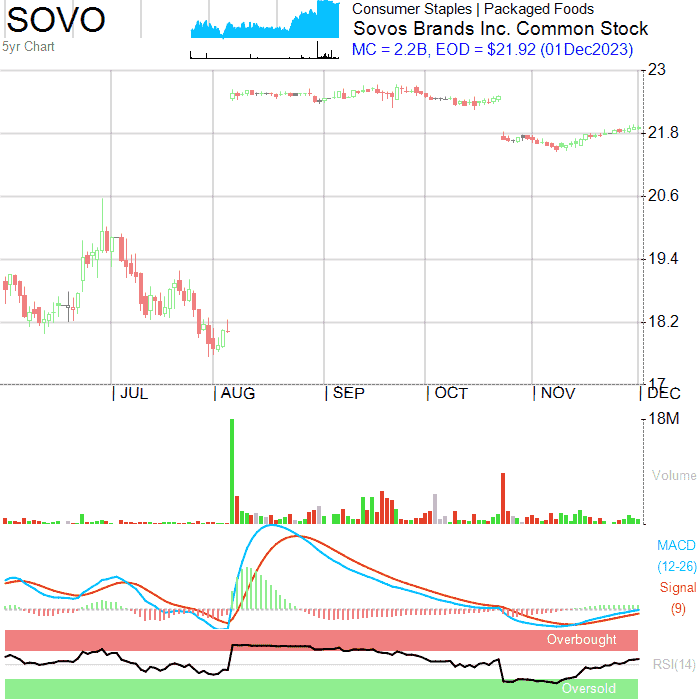 SOVO
5yr Chart
Consumer Staples | Packaged Foods
Sovos Brands Inc. Common Stock
MC = 2.2B, EOD = $21.92 (01Dec2023)
23
21.8
20.6
19.4
18.2
17
| JUL | AUG | SEP | OCT | NOV | DEC
18M
Volume
MACD
(12-26)
Signal
(9)
Overbought
RSI(14)
Oversold